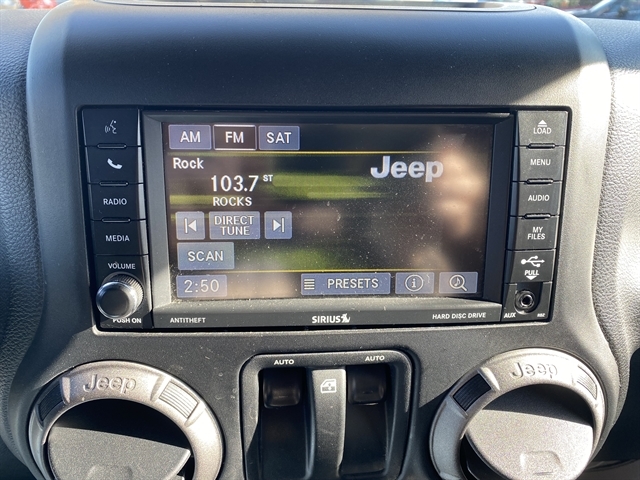 AM FM SAT
Rock
Jeep
103.7 ST
ROCKS
DIRECT
TUNE
SCAN
2:50 PRESETS
RADIO
MEDIA
VOLUME
PUSH ON
LOAD
MENU
AUDIO
MY
FILES
PULL
AUX
ANTITHEFT SIRIUS HARD DISC DRIVE
AUTO AUTO
Jeep Jeep